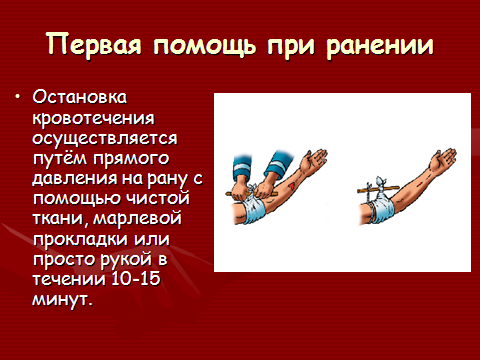 Первая помощь при ранении
• Остановка
кровотечения
осуществляется
путём прямого
давления на рану с
помощью чистой
ткани, марлевой
прокладки или
просто рукой в
течении 10-15
минут.